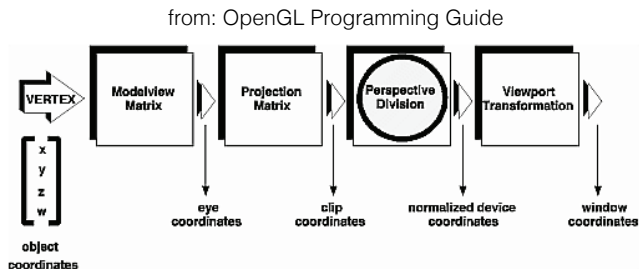 from: OpenGL Programming Guide
VERTEX
Modelview
Matrix
Projection
Matrix
Perspective
Division
Viewport
Transformation
x
y
z
w
object
coordinates
eye
coordinates
clip
coordinates
normalized device
coordinates
window
coordinates